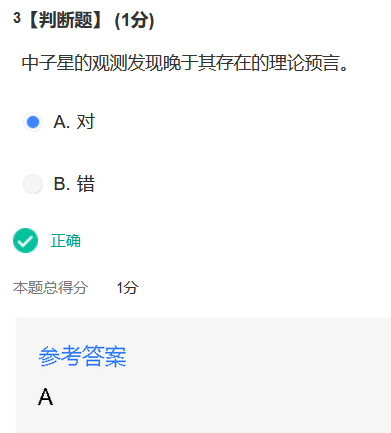 3【判断题】 (1分)
中子星的观测发现晚于其存在的理论预言。
A. 对
B. 错
正确
本题总得分 1分
参考答案
A